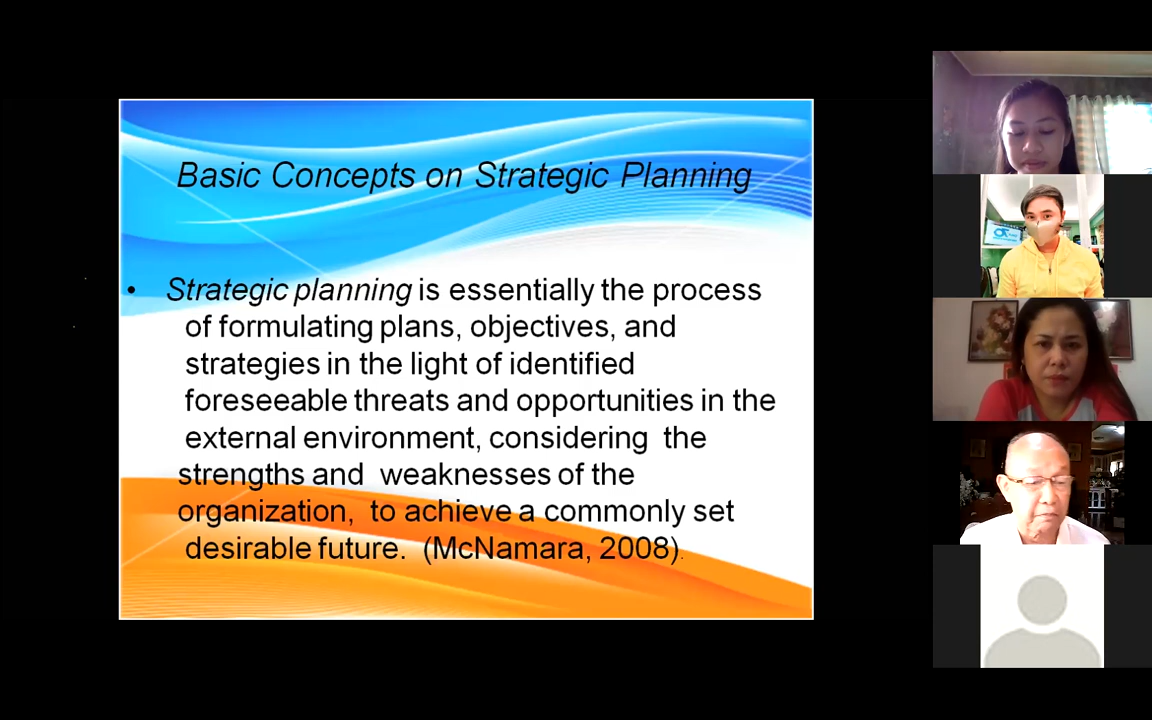 Basic Concepts on Strategic Planning
• Strategic planning is essentially the process
of formulating plans, objectives, and
strategies in the light of identified
foreseeable threats and opportunities in the
external environment, considering the
strengths and weaknesses of the
organization, to achieve a commonly set
desirable future. (McNamara, 2008).